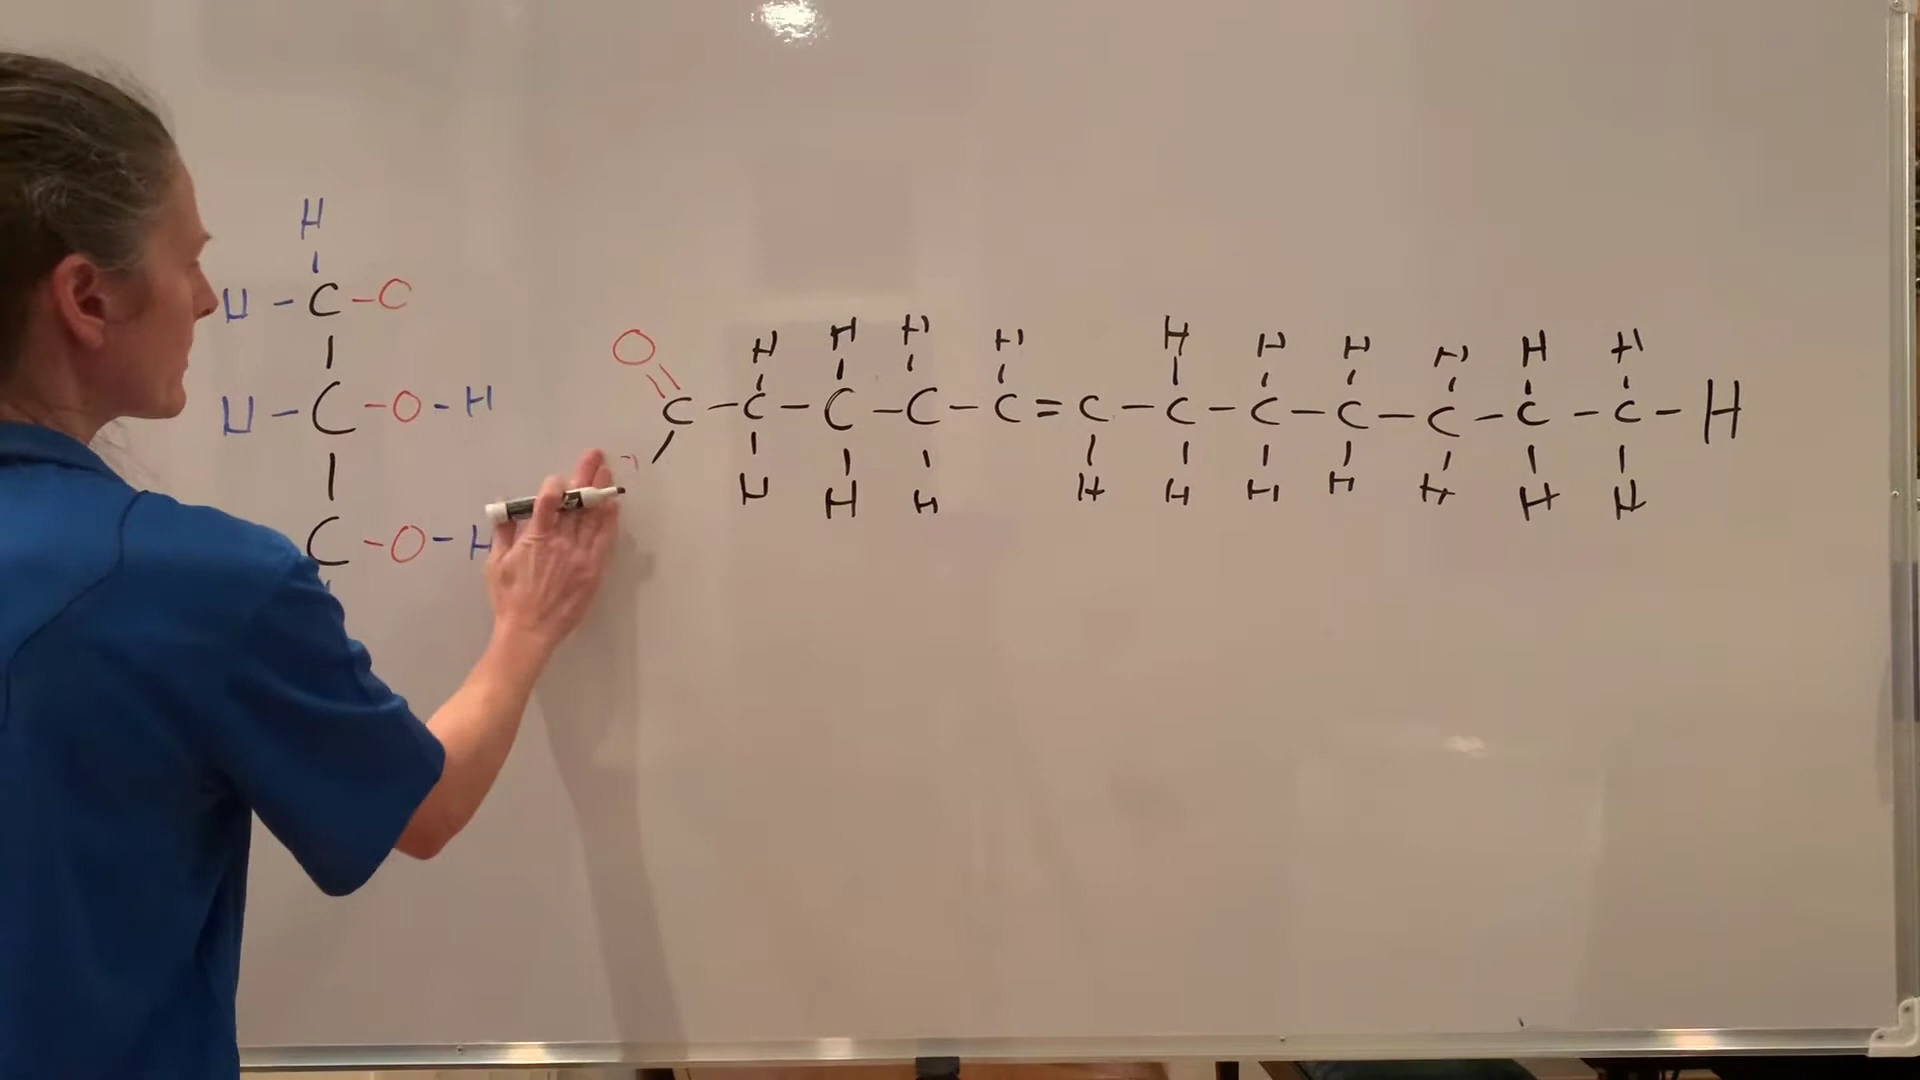 H
H - C - O
H - C - O - H
C - O - H
O
H H H H H H H H H H
C - C - C - C - C = C - C - C - C - C - C - C - H
H H H H H H H H H H